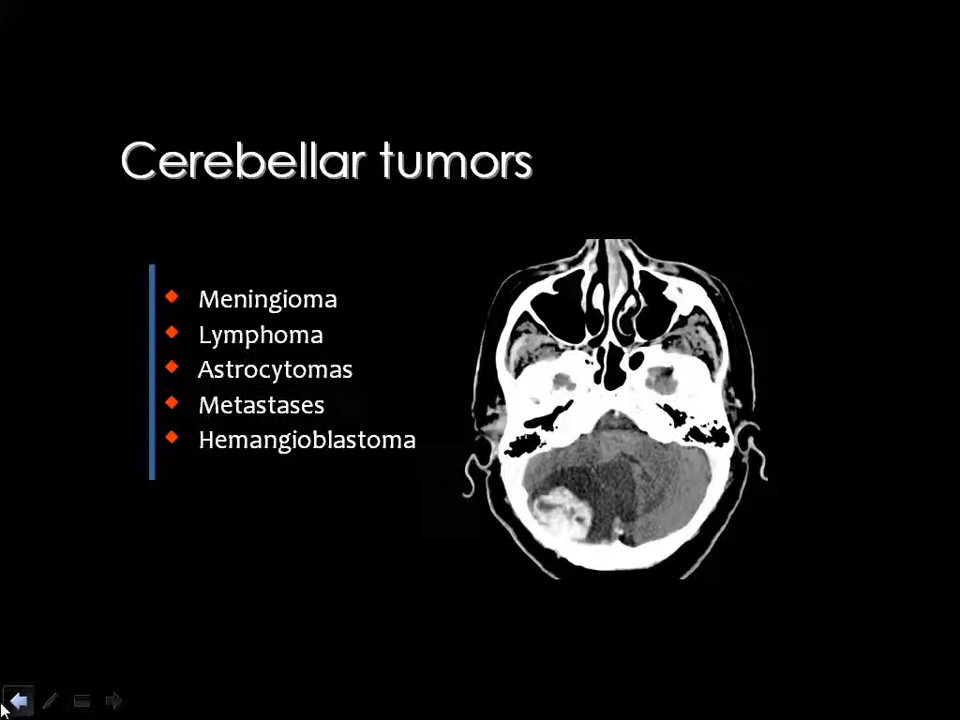 Cerebellar tumors
Meningioma
Lymphoma
Astrocytomas
Metastases
Hemangioblastoma